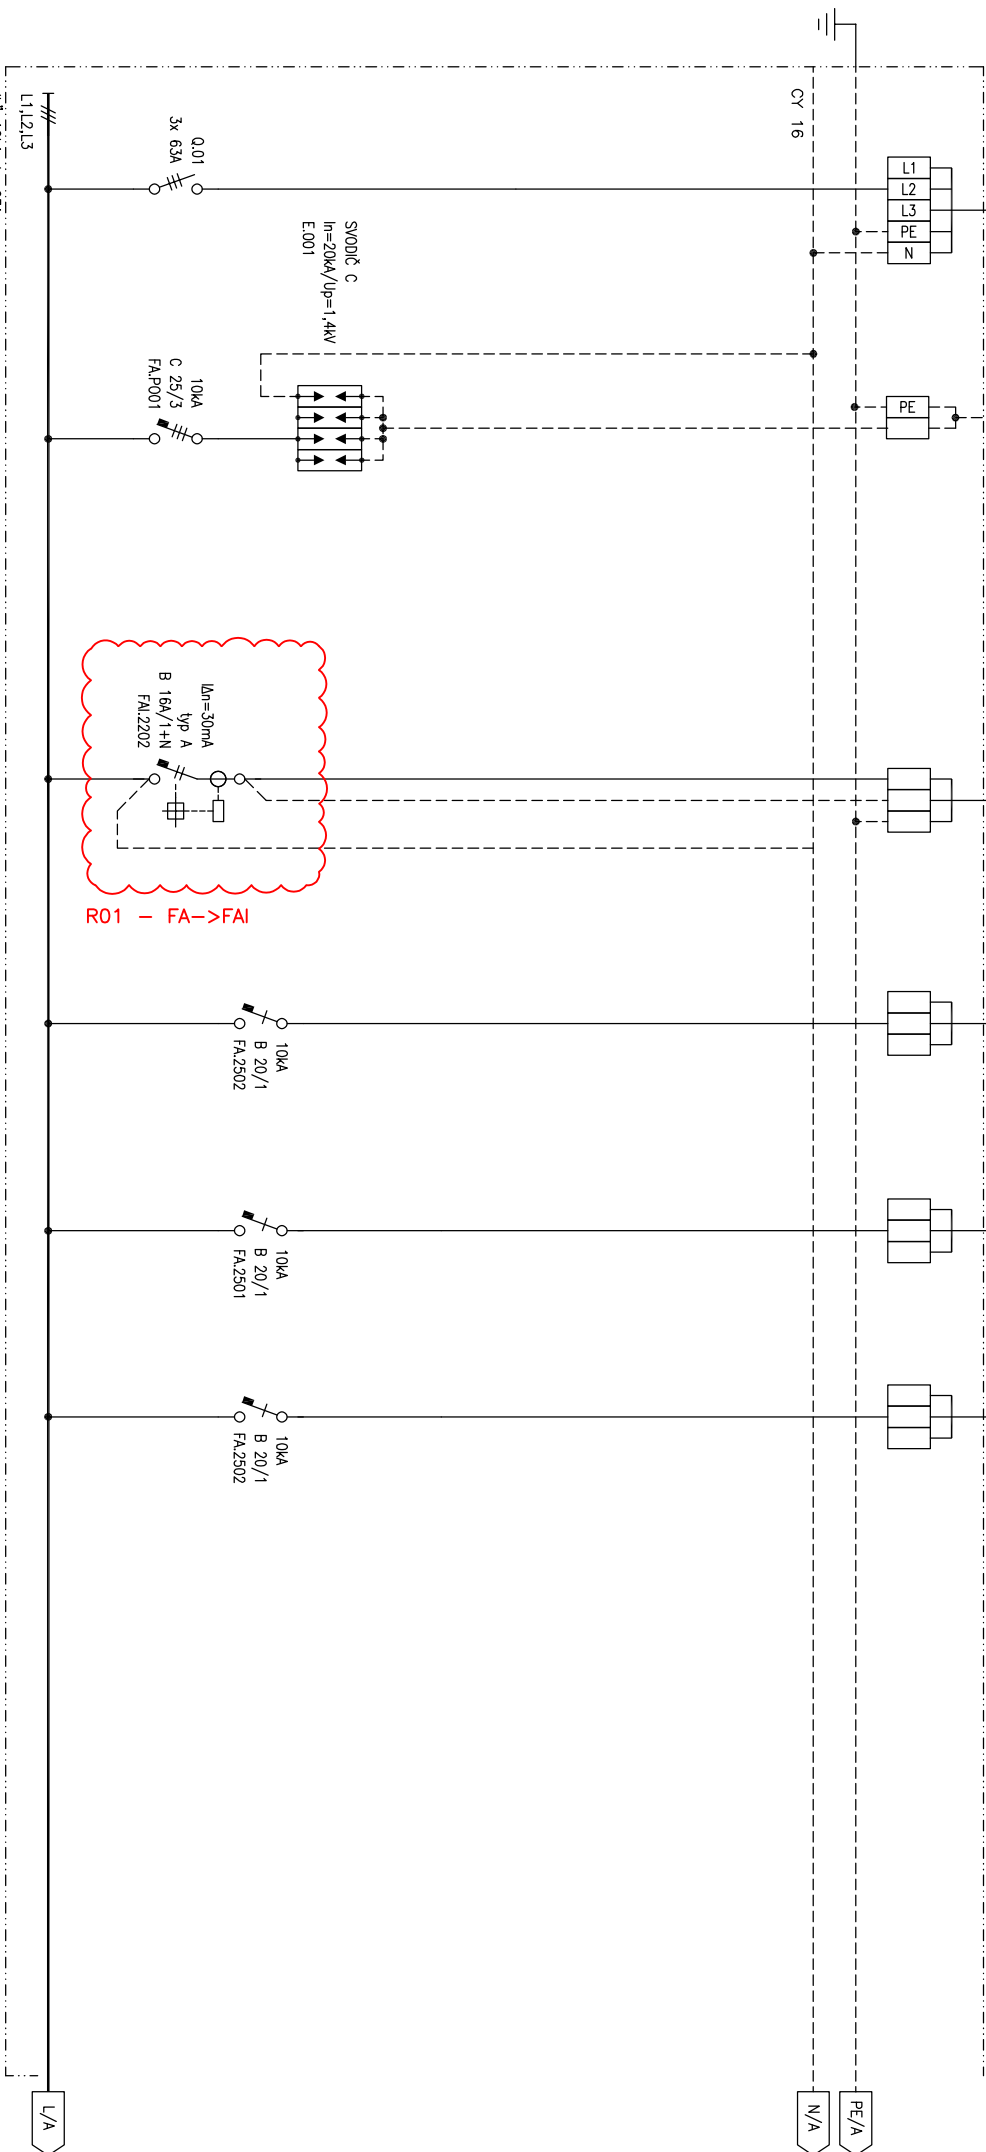 CY 16
L1
L2
L3
PE
N
L1,L2,L3
Q.01
3x 63A
SVODIČ C
In=20kA/Up=1,4kV
E.001
10kA
C 25/3
FA.P001
PE
IΔn=30mA
typ A
B 16A/1+N
FAI.2202
R01 - FA->FAI
10kA
B 20/1
FA.2502
10kA
B 20/1
FA.2501
10kA
B 20/1
FA.2502
L/A
N/A
PE/A